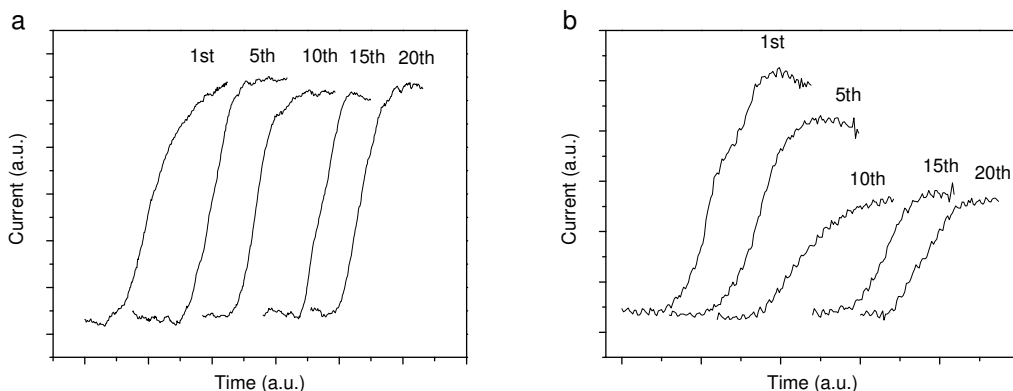 a
1st 5th 10th 15th 20th
Current (a.u.)
Time (a.u.)
b
1st
5th
10th
15th
20th
Current (a.u.)
Time (a.u.)